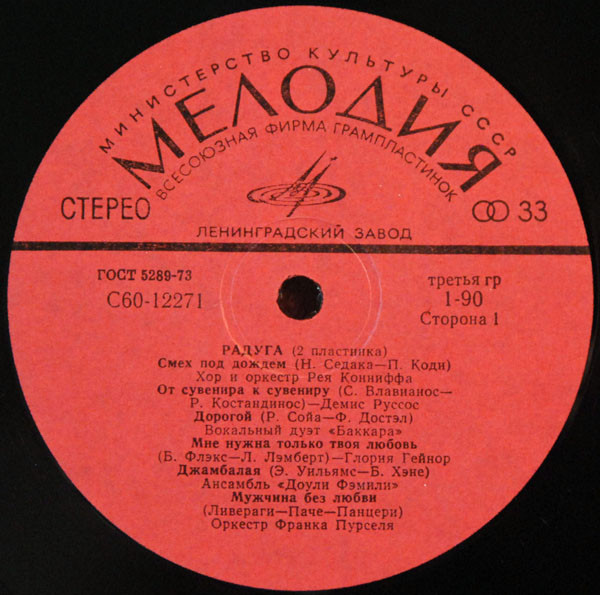 МИНИСТЕРСТВО КУЛЬТУРЫ СССР
МЕЛОДИЯ
ВСЕСОЮЗНАЯ ФИРМА ГРАМПЛАСТИНОК
СТЕРЕО
33
ЛЕНИНГРАДСКИЙ ЗАВОД
ГОСТ 5289-73
третья гр
С60-12271
1-90
Сторона 1
РАДУГА (2 пластинка)
Смех под дождем (Н. Седака—П. Коди)
Хор и оркестр Рея Конниффа
От сувенира к сувениру (С. Влавианос—
Р. Костандинос)—Демис Руссос
Дорогой (Р. Сойа—Ф. Достэл)
Вокальный дуэт «Баккара»
Мне нужна только твоя любовь
(Б. Флэкс—Л. Лэмберт)—Глория Гейнор
Джамбалая (Э. Уильямс—Б. Хэне)
Ансамбль «Доули Фэмили»
Мужчина без любви
(Ливераги—Паче—Панцери)
Оркестр Франка Пурселя